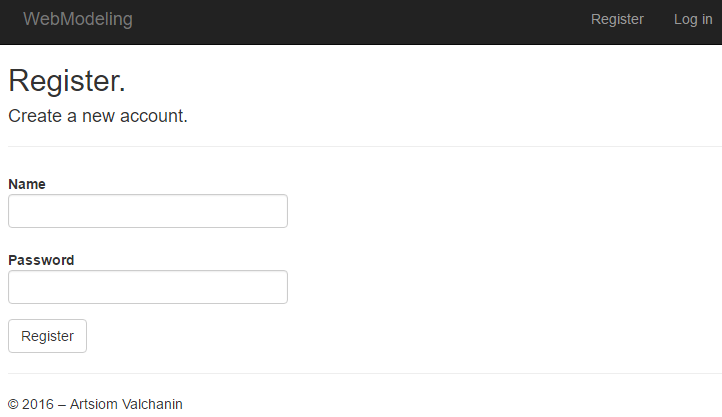 WebModeling Register Log in
Register.
Create a new account.
Name
Password
Register
© 2016 – Artsiom Valchanin